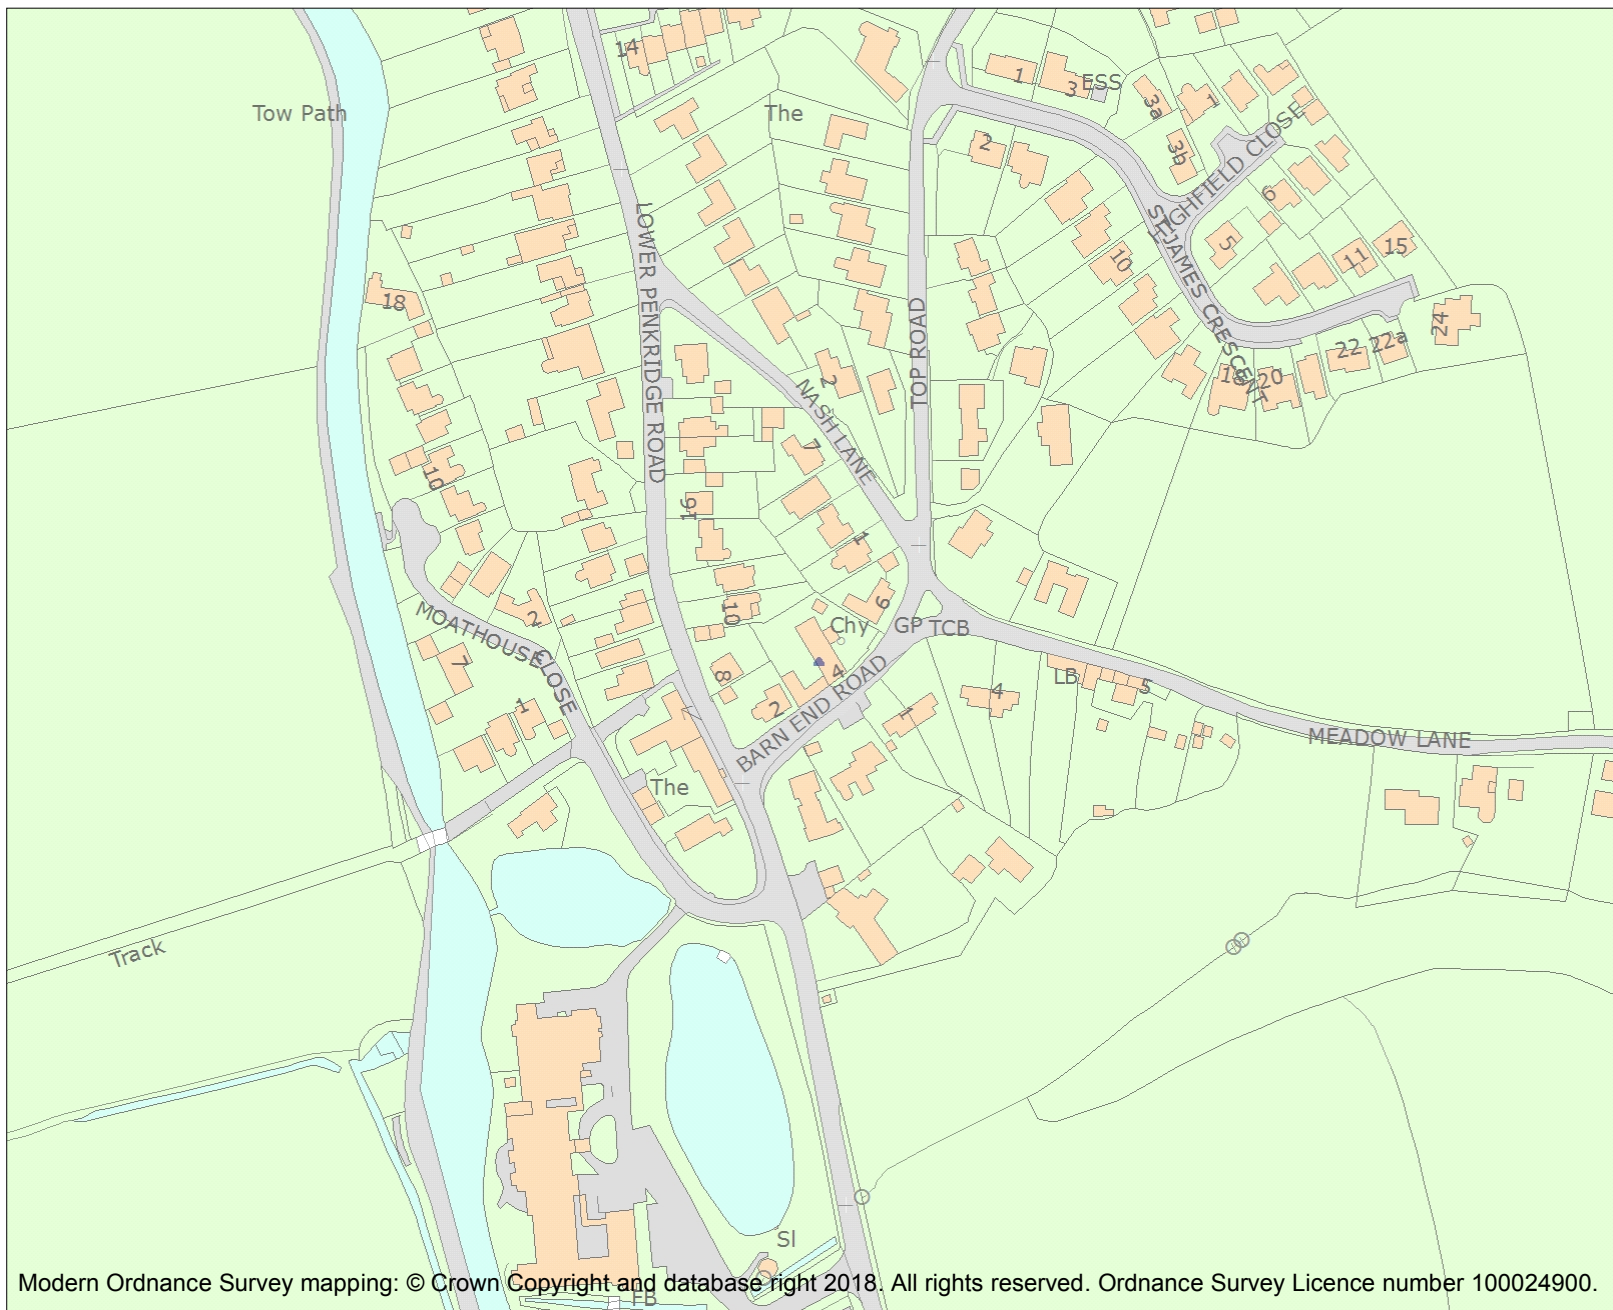 14
1
3
ESS
Tow Path
The
3a
1
2
3b
HIGHFIELD CLOSE
6
LOWER PENKRIDGE ROAD
5
ST JAMES CRESCENT
10
11
15
18
TOP ROAD
24
22
22a
2
NASH LANE
18
20
7
10
16
1
MOATHOUSE CLOSE
2
10
6
Chy
GP
TCB
7
8
4
BARN END ROAD
LB
5
4
1
2
1
MEADOW LANE
The
Track
Sl
FB
Modern Ordnance Survey mapping: © Crown Copyright and database right 2018. All rights reserved. Ordnance Survey Licence number 100024900.